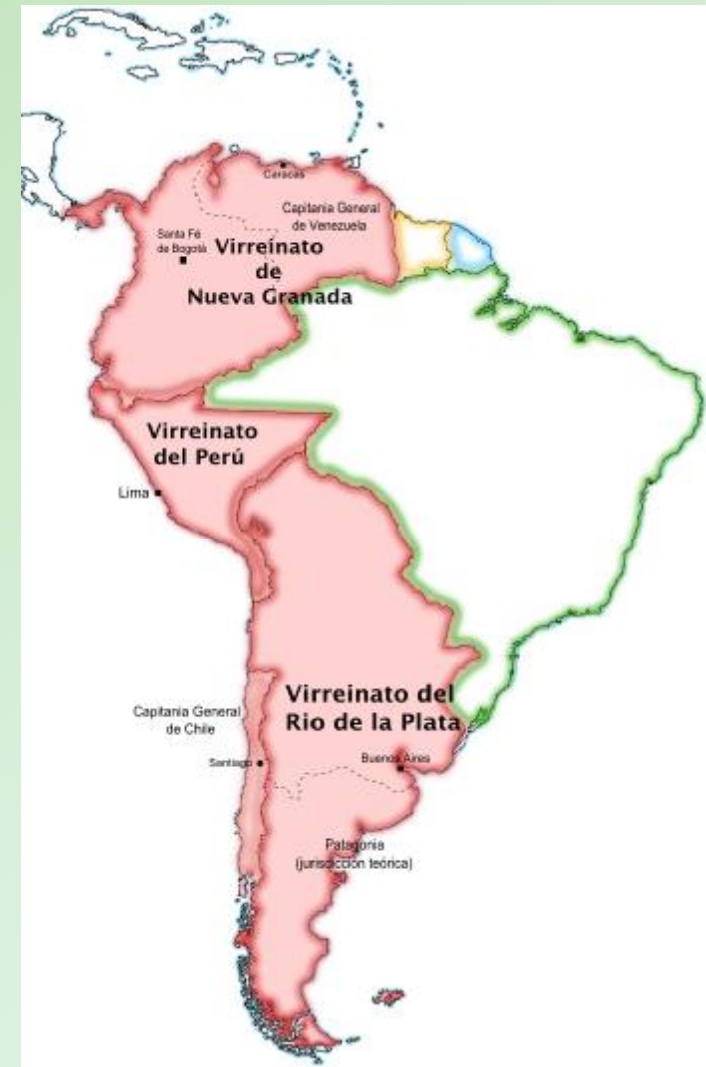 Caracas
Capitania General
de Venezuela
Santa Fé
de Bogotá
Virreinato
de
Nueva Granada
Virreinato
del Perú
Lima
Virreinato del
Rio de la Plata
Capitania General
de Chile
Santiago
Buenos Aires
Patagonia
(jurisdicción teórica)